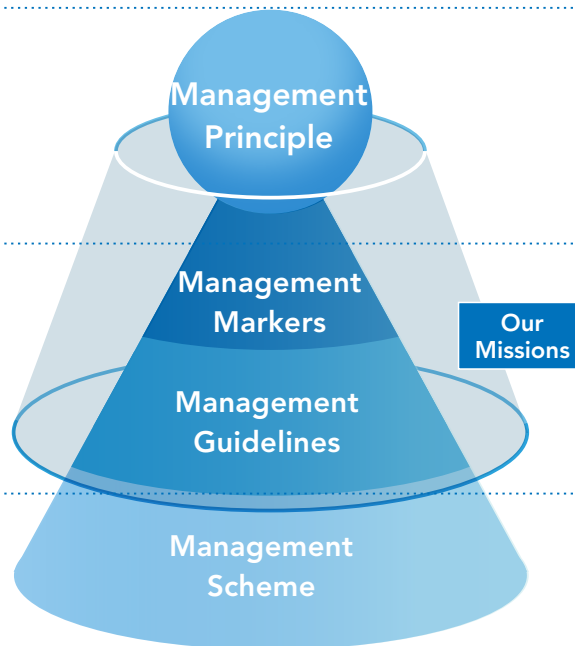 Management
Principle
Management
Markers
Our
Missions
Management
Guidelines
Management
Scheme